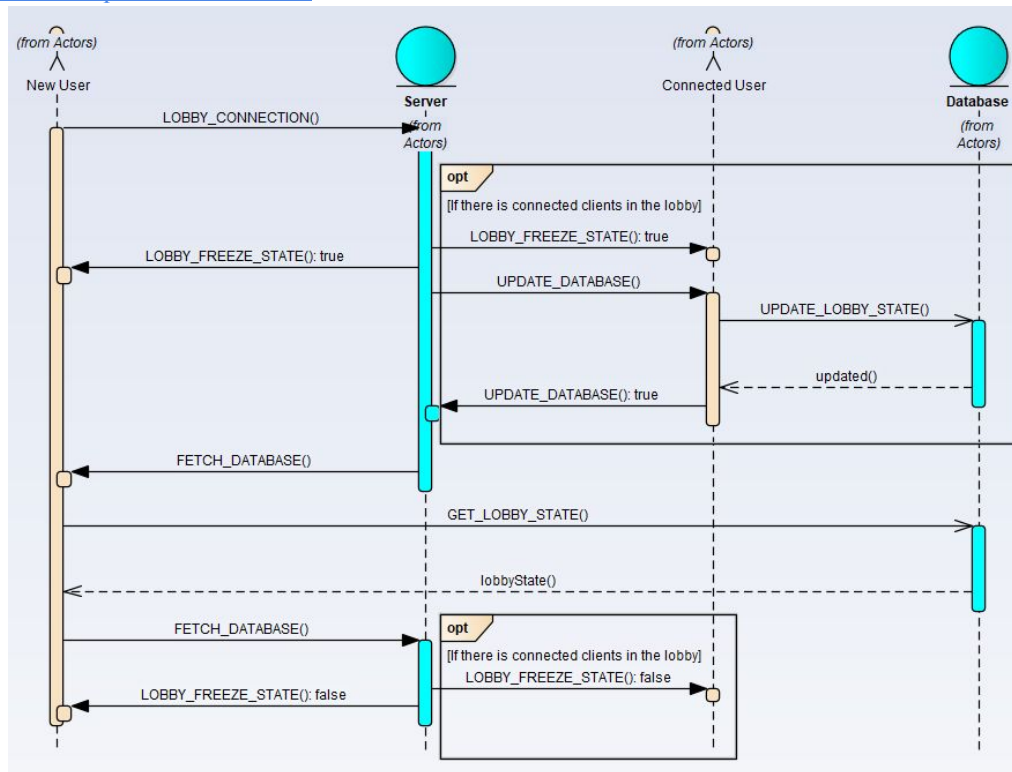 (from Actors)
New User
Server
(from
Actors)
(from Actors)
Connected User
Database
(from
Actors)
LOBBY_CONNECTION()
opt
[If there is connected clients in the lobby]
LOBBY_FREEZE_STATE(): true
LOBBY_FREEZE_STATE(): true
UPDATE_DATABASE()
UPDATE_LOBBY_STATE()
updated()
UPDATE_DATABASE(): true
FETCH_DATABASE()
GET_LOBBY_STATE()
lobbyState()
FETCH_DATABASE()
opt
[If there is connected clients in the lobby]
LOBBY_FREEZE_STATE(): false
LOBBY_FREEZE_STATE(): false